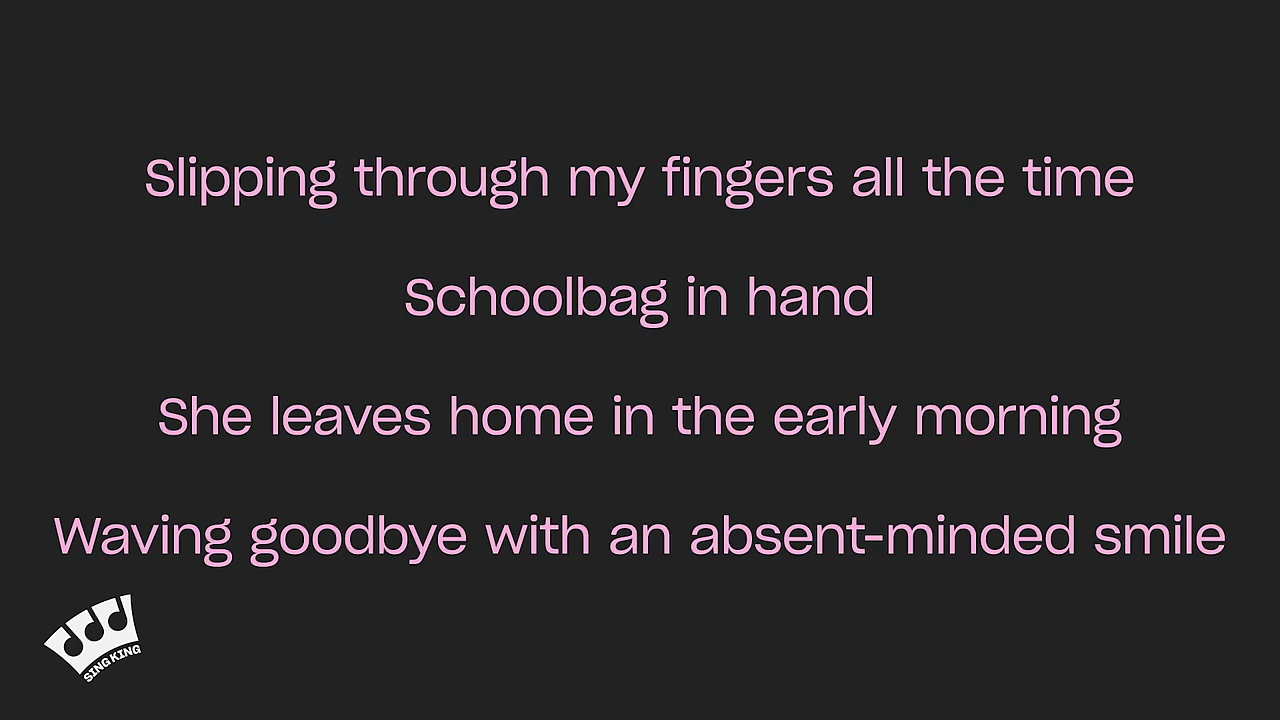 Slipping through my fingers all the time
Schoolbag in hand
She leaves home in the early morning
Waving goodbye with an absent-minded smile
SING KING